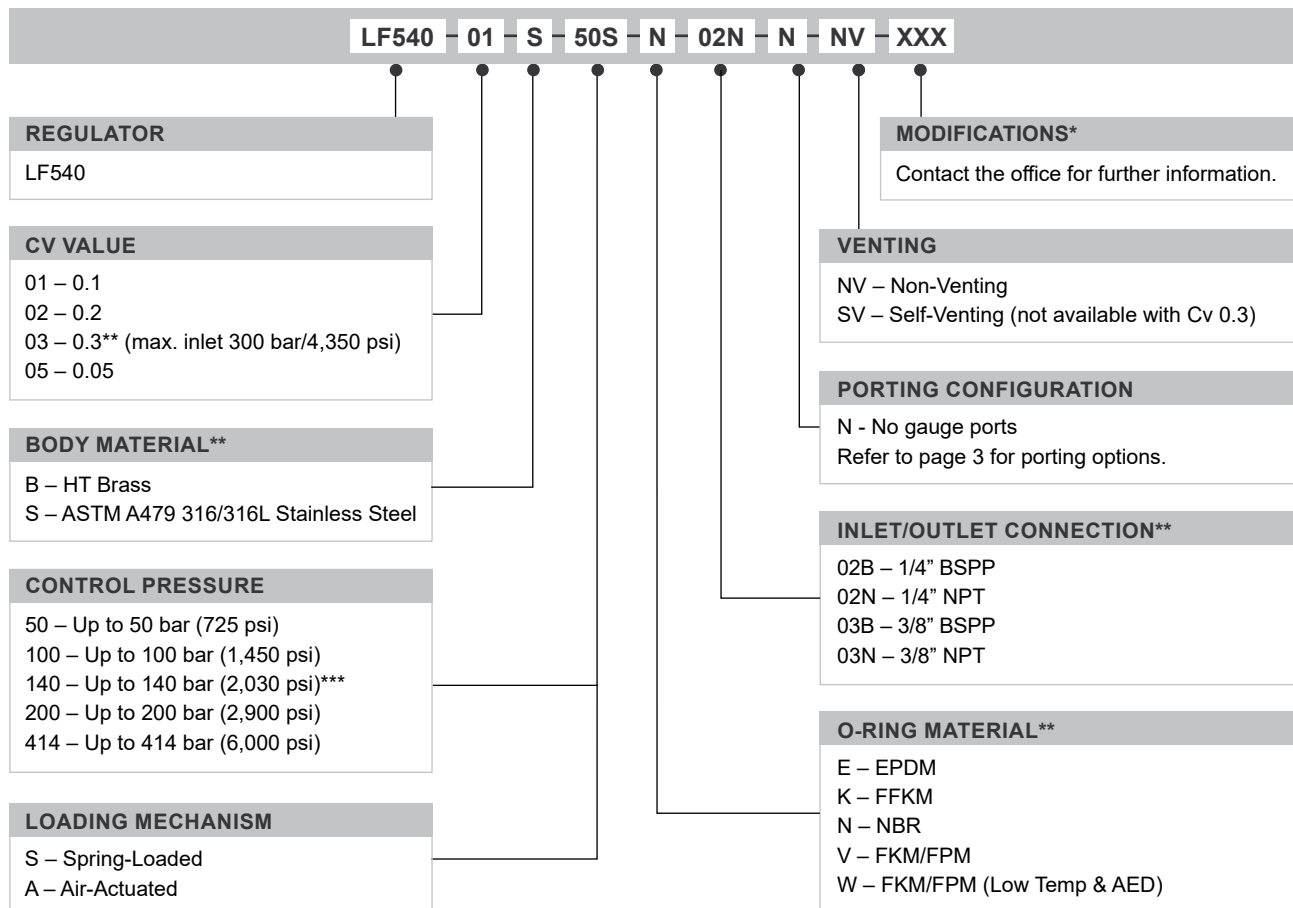 LF540 01 S 50S N 02N N NV XXX
REGULATOR
LF540
CV VALUE
01 – 0.1
02 – 0.2
03 – 0.3** (max. inlet 300 bar/4,350 psi)
05 – 0.05
BODY MATERIAL**
B – HT Brass
S – ASTM A479 316/316L Stainless Steel
CONTROL PRESSURE
50 – Up to 50 bar (725 psi)
100 – Up to 100 bar (1,450 psi)
140 – Up to 140 bar (2,030 psi)***
200 – Up to 200 bar (2,900 psi)
414 – Up to 414 bar (6,000 psi)
LOADING MECHANISM
S – Spring-Loaded
A – Air-Actuated
MODIFICATIONS*
Contact the office for further information.
VENTING
NV – Non-Venting
SV – Self-Venting (not available with Cv 0.3)
PORTING CONFIGURATION
N - No gauge ports
Refer to page 3 for porting options.
INLET/OUTLET CONNECTION**
02B – 1/4” BSPP
02N – 1/4” NPT
03B – 3/8” BSPP
03N – 3/8” NPT
O-RING MATERIAL**
E – EPDM
K – FFKM
N – NBR
V – FKM/FPM
W – FKM/FPM (Low Temp & AED)